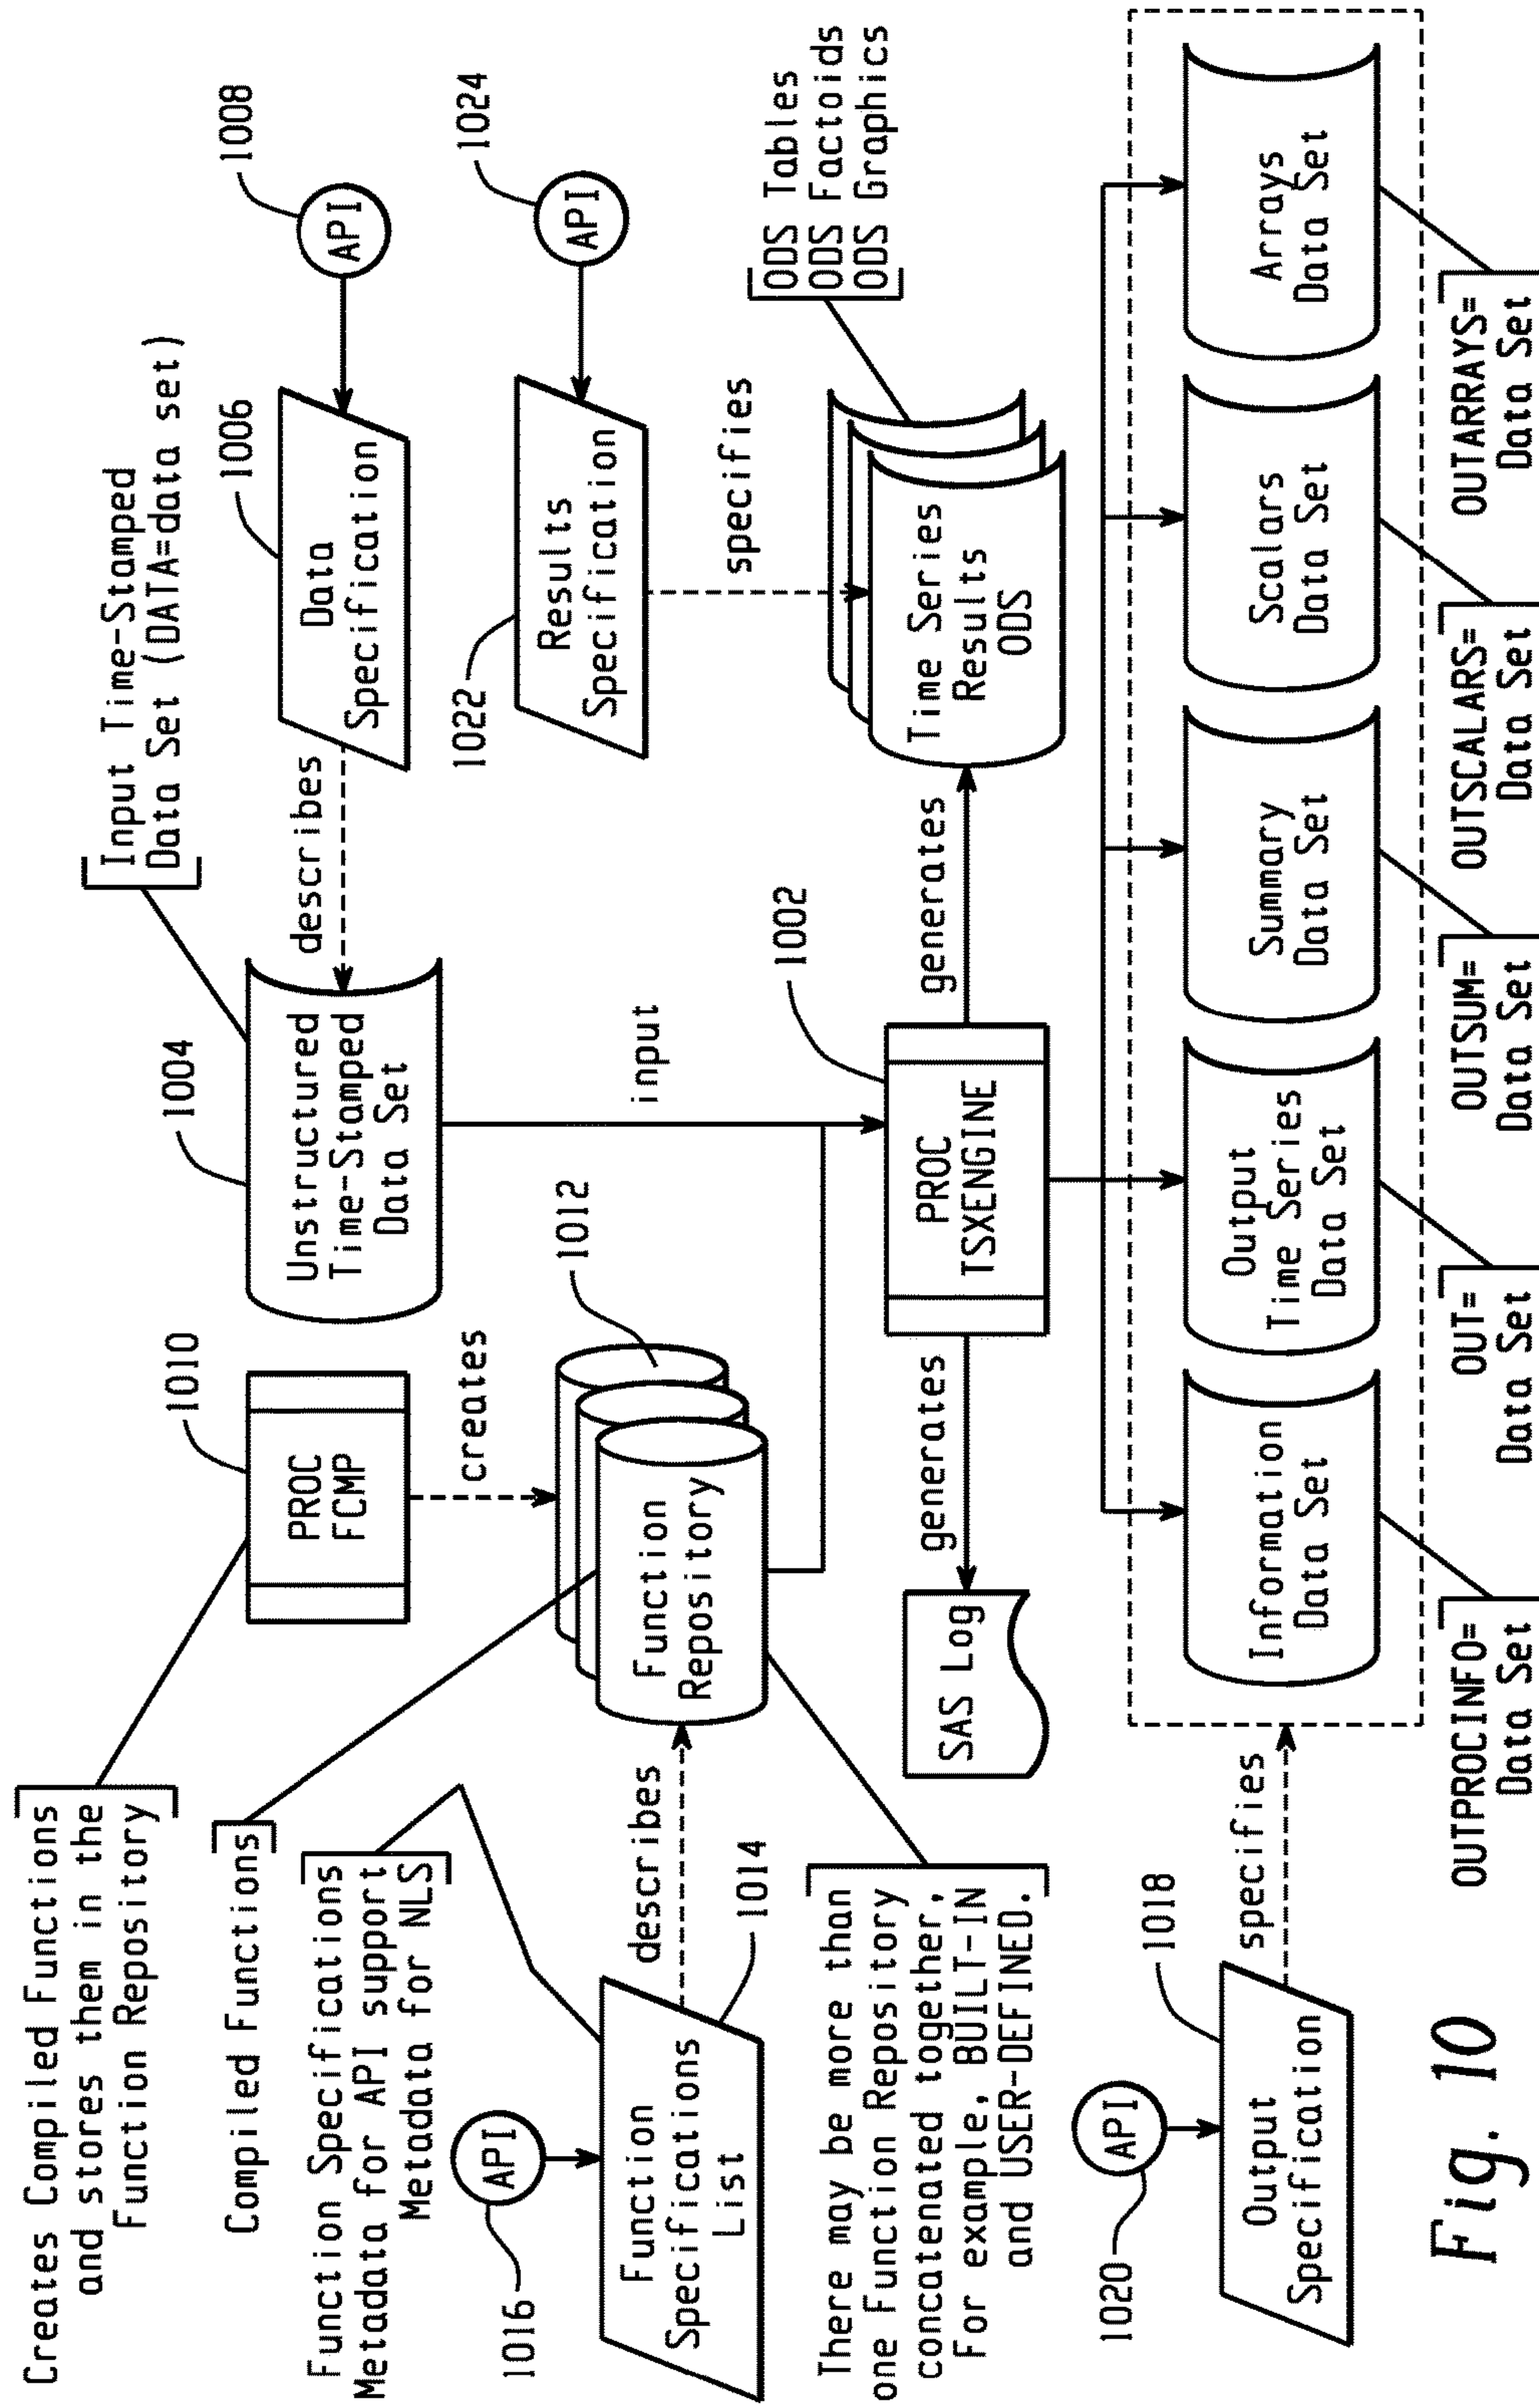 Creates Compiled Functions
and stores them in the
Function Repository
Compiled Functions
Function Specifications
Metadata for API support
Metadata for NLS
1010
PROC
FCMP
creates
1012
Function
Repository
1016
API
Function
Specifications
List
1014
describes
There may be more than
one Function Repository
concatenated together,
For example, BUILT-IN
and USER-DEFINED.
Input Time-Stamped
Data Set (DATA=data set)
1004
Unstructured
Time-Stamped
Data Set
describes
1006
Data
Specification
1008
API
1022
Results
Specification
1024
API
specifies
input
1002
PROC
TSXENGINE
generates
SAS Log
generates
Time Series
Results
ODS
ODS Tables
ODS Factoids
ODS Graphics
1020
API
1018
Output
Specification
specifies
Information
Data Set
Output
Time Series
Data Set
Summary
Data Set
Scalars
Data Set
Arrays
Data Set
OUTPROCINFO=
Data Set
OUT=
Data Set
OUTSUM=
Data Set
OUTSCALARS=
Data Set
OUTARRAYS=
Data Set
Fig. 10